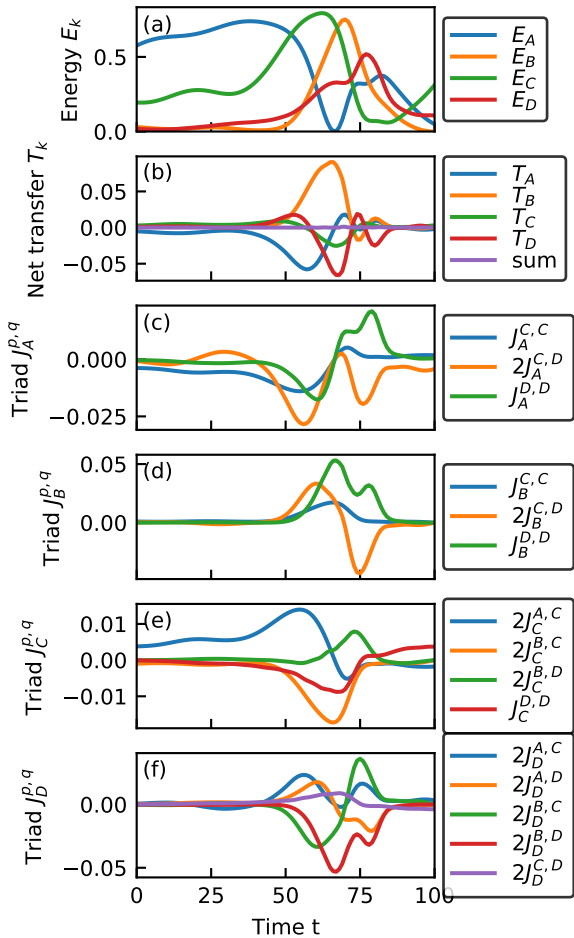 (a)
Energy E_k
0.5
0.0
E_A
E_B
E_C
E_D
(b)
Net transfer T_k
0.05
0.00
−0.05
T_A
T_B
T_C
T_D
sum
(c)
Triad J_A^{p,q}
0.000
−0.025
J_A^{C,C}
2J_A^{C,D}
J_A^{D,D}
(d)
Triad J_B^{p,q}
0.05
0.00
J_B^{C,C}
2J_B^{C,D}
J_B^{D,D}
(e)
Triad J_C^{p,q}
0.01
0.00
−0.01
2J_C^{A,C}
2J_C^{B,C}
2J_C^{B,D}
J_C^{D,D}
(f)
Triad J_D^{p,q}
0.00
−0.05
2J_D^{A,C}
2J_D^{A,D}
2J_D^{B,C}
2J_D^{B,D}
2J_D^{C,D}
0 25 50 75 100
Time t